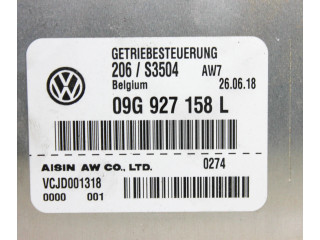 GETRIEBESTEUERUNG
206 / S3504 AW7
Belgium 26.06.18
09G 927 158 L
0274
AISIN AW CO., LTD.
VCJD001318
0000 001